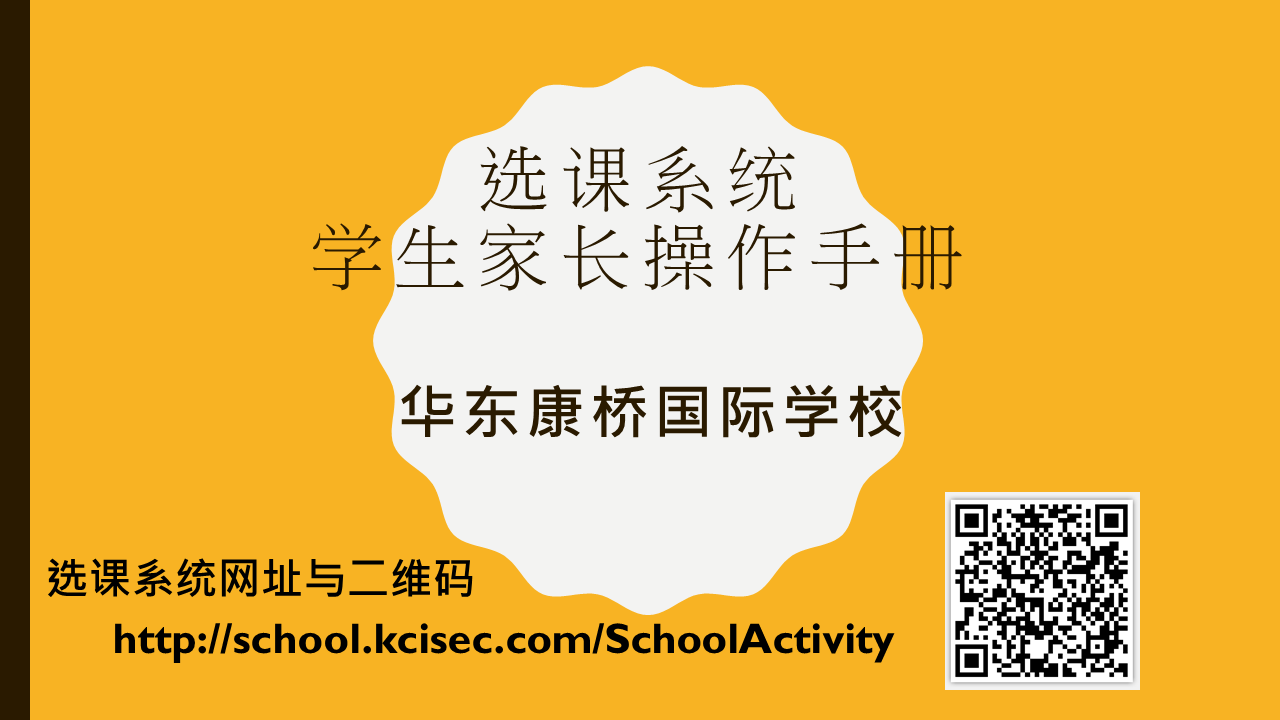 选课系统
学生家长操作手册
华东康桥国际学校
选课系统网址与二维码
http://school.kcisec.com/SchoolActivity